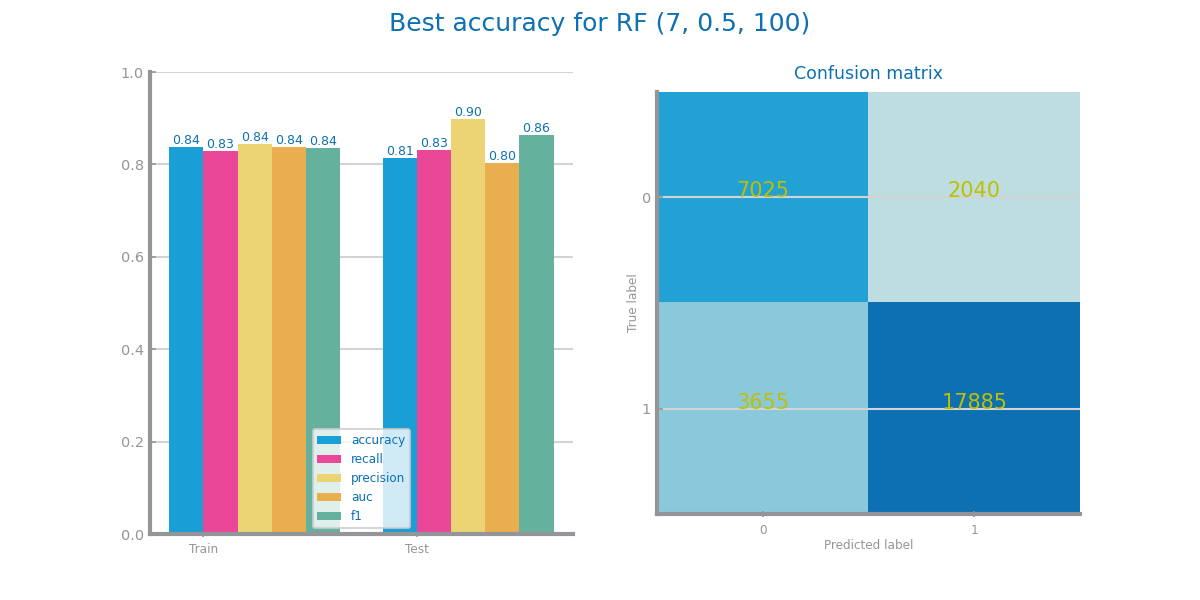 Best accuracy for RF (7, 0.5, 100)
1.0
0.8
0.6
0.4
0.2
0.0
0.84 0.83 0.84 0.84 0.84
0.81 0.83 0.90 0.80 0.86
accuracy
recall
precision
auc
f1
Train Test
Confusion matrix
True label
0
1
7025 2040
3655 17885
0 1
Predicted label